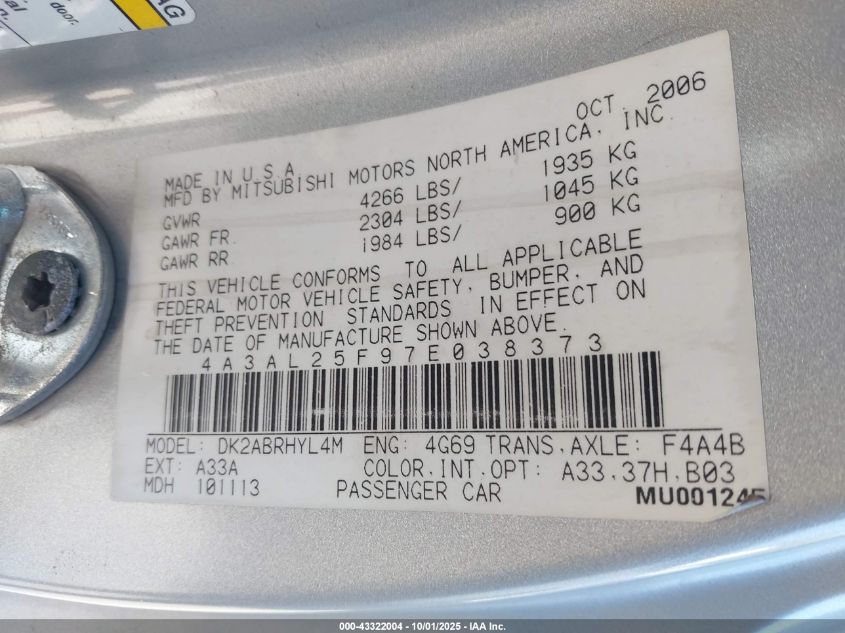 door.
AG
OCT. 2006
MADE IN U.S.A.
MFD BY MITSUBISHI MOTORS NORTH AMERICA, INC.
GVWR 4266 LBS/ 1935 KG
GAWR FR. 2304 LBS/ 1045 KG
GAWR RR. 1984 LBS/ 900 KG
THIS VEHICLE CONFORMS TO ALL APPLICABLE
FEDERAL MOTOR VEHICLE SAFETY, BUMPER, AND
THEFT PREVENTION STANDARDS IN EFFECT ON
THE DATE OF MANUFACTURE SHOWN ABOVE.
4A3AL25F97E038373
MODEL: DK2ABRHYL4M ENG: 4G69 TRANS,AXLE: F4A4B
EXT: A33A COLOR,INT,OPT: A33,37H,B03
MDH 101113 PASSENGER CAR
MU001245
000-43322004 - 10/01/2025 - IAA Inc.